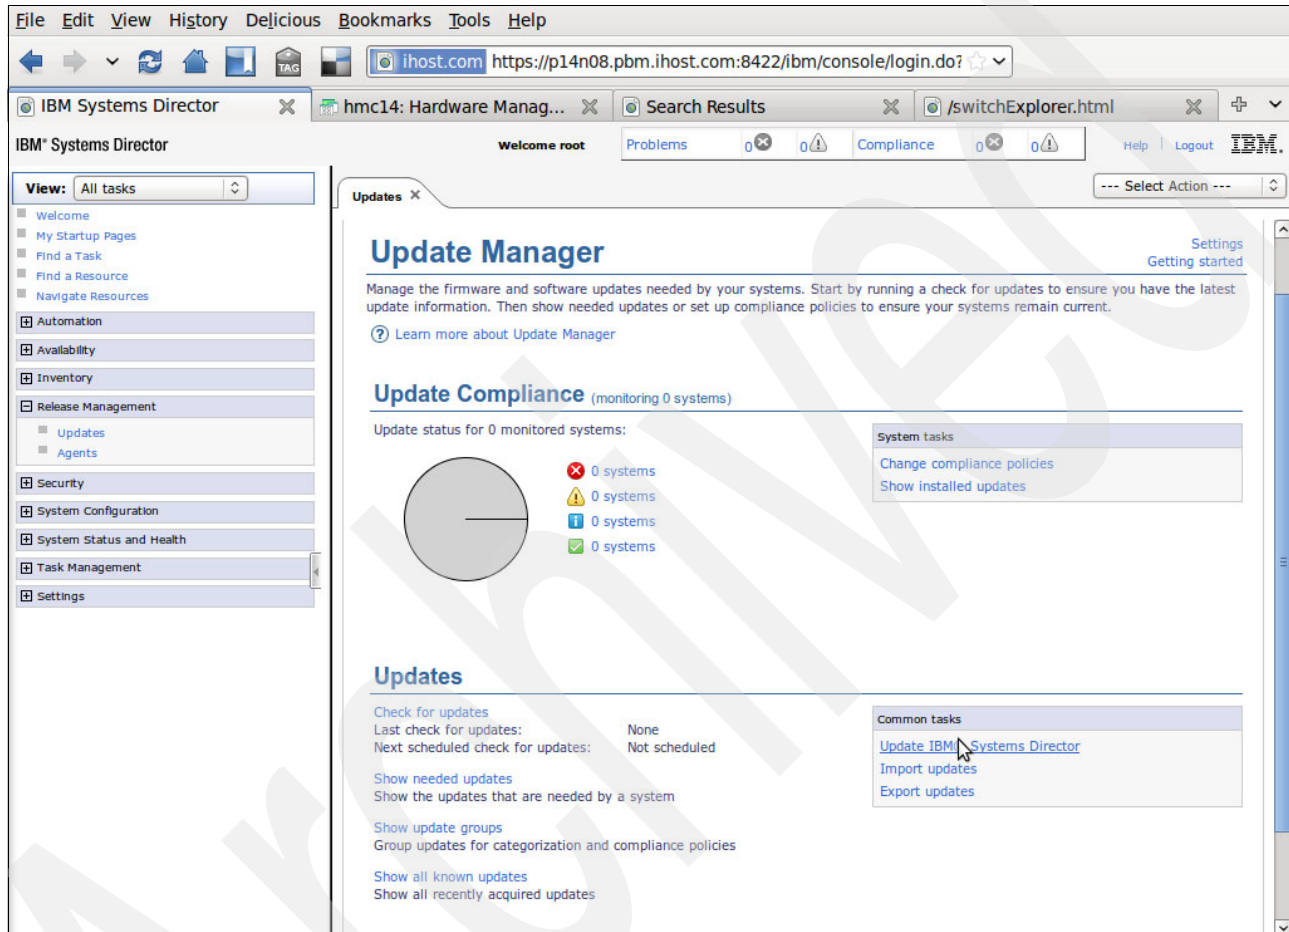 File Edit View History Delicious Bookmarks Tools Help
TAG ihost.com https://p14n08.pbm.ihost.com:8422/ibm/console/login.do?
IBM Systems Director hmc14: Hardware Manag... Search Results /switchExplorer.html
IBM® Systems Director Welcome root Problems 0 0 Compliance 0 0 Help Logout IBM.
View: All tasks
Updates --- Select Action ---
Welcome
My Startup Pages
Find a Task
Find a Resource
Navigate Resources
Automation
Availability
Inventory
Release Management
Updates
Agents
Security
System Configuration
System Status and Health
Task Management
Settings
Update Manager
Settings
Getting started
Manage the firmware and software updates needed by your systems. Start by running a check for updates to ensure you have the latest
update information. Then show needed updates or set up compliance policies to ensure your systems remain current.
? Learn more about Update Manager
Update Compliance (monitoring 0 systems)
Update status for 0 monitored systems:
0 systems
0 systems
0 systems
0 systems
System tasks
Change compliance policies
Show installed updates
Updates
Check for updates
Last check for updates: None
Next scheduled check for updates: Not scheduled
Show needed updates
Show the updates that are needed by a system
Show update groups
Group updates for categorization and compliance policies
Show all known updates
Show all recently acquired updates
Common tasks
Update IBM® Systems Director
Import updates
Export updates
Archived